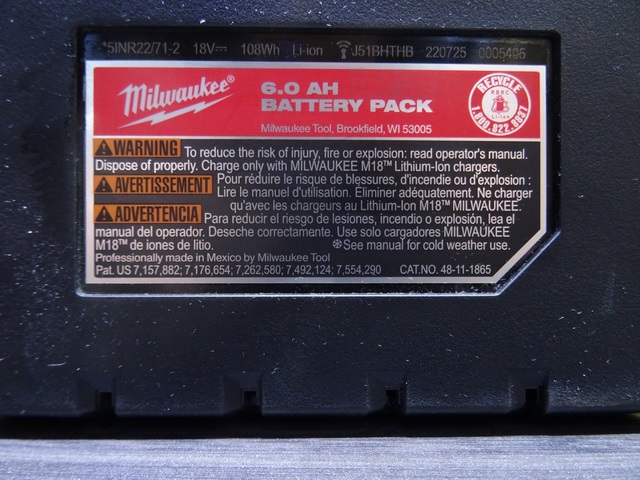 *5INR22/71-2 18V⎓ 108Wh Li-ion J51BHTHB 220725 0005405
Milwaukee®
6.0 AH
BATTERY PACK
Milwaukee Tool, Brookfield, WI 53005
RECYCLE
RBRC
Li-ion
1.800.822.8837
⚠WARNING To reduce the risk of injury, fire or explosion: read operator's manual.
Dispose of properly. Charge only with MILWAUKEE M18™ Lithium-Ion chargers.
⚠AVERTISSEMENT Pour réduire le risque de blessures, d'incendie ou d'explosion -
Lire le manuel d'utilisation. Éliminer adéquatement. Ne charger
qu'avec les chargeurs au Lithium-Ion M18™ MILWAUKEE.
⚠ADVERTENCIA Para reducir el riesgo de lesiones, incendio o explosión, lea el
manual del operador. Deseche correctamente. Use solo cargadores MILWAUKEE
M18™ de iones de litio. ❄See manual for cold weather use.
Professionally made in Mexico by Milwaukee Tool
Pat. US 7,157,882; 7,176,654; 7,262,580; 7,492,124; 7,554,290 CAT.NO. 48-11-1865